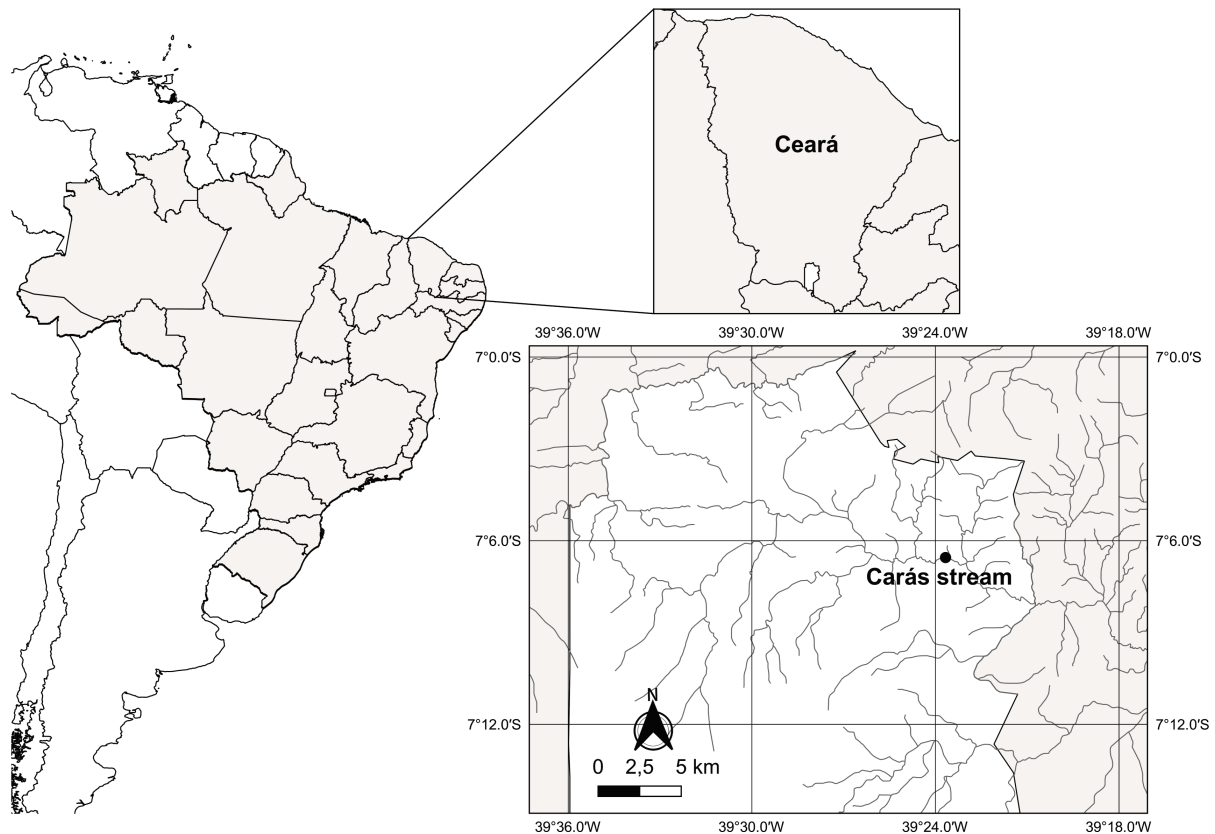 Ceará
39°36.0′W 39°30.0′W 39°24.0′W 39°18.0′W
7°0.0′S 7°0.0′S
7°6.0′S 7°6.0′S
Carás stream
N
7°12.0′S 7°12.0′S
0 2,5 5 km
39°36.0′W 39°30.0′W 39°24.0′W 39°18.0′W